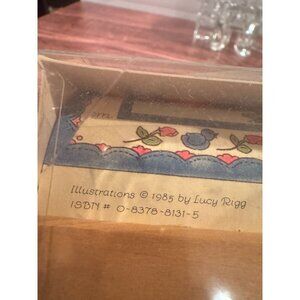 Illustrations © 1985 by Lucy Rigg
ISBN # 0-8378-8131-5